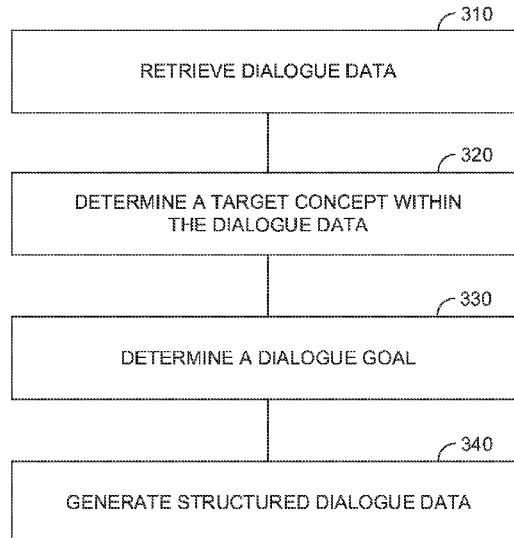 310
RETRIEVE DIALOGUE DATA
320
DETERMINE A TARGET CONCEPT WITHIN
THE DIALOGUE DATA
330
DETERMINE A DIALOGUE GOAL
340
GENERATE STRUCTURED DIALOGUE DATA